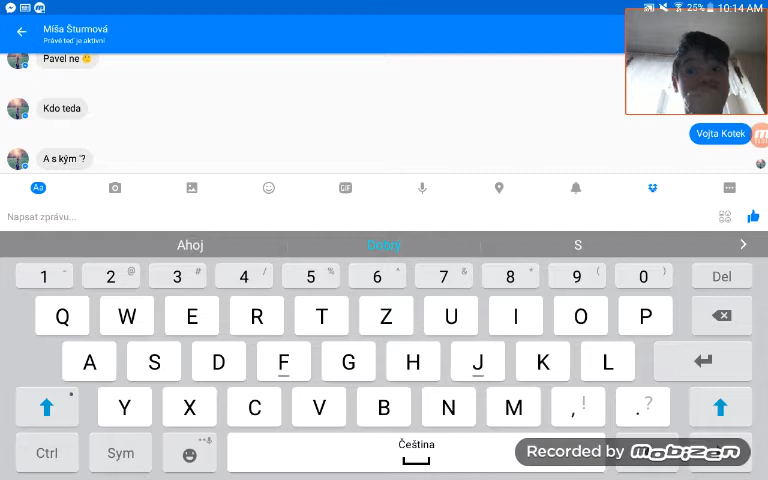 25% 10:14 AM
Míša Šturmová
Právě teď je aktivní
Pavel ne
Kdo teda
Vojta Kotek
A s kým ˇ?
Aa
GIF
Napsat zprávu...
Ahoj Dobrý S
1 - 2 @ 3 # 4 / 5 % 6 ^ 7 & 8 * 9 ( 0 ) Del
Q W E R T Z U I O P
A S D F G H J K L
Y X C V B N M , ! . ?
Ctrl Sym Čeština
Recorded by mobizen